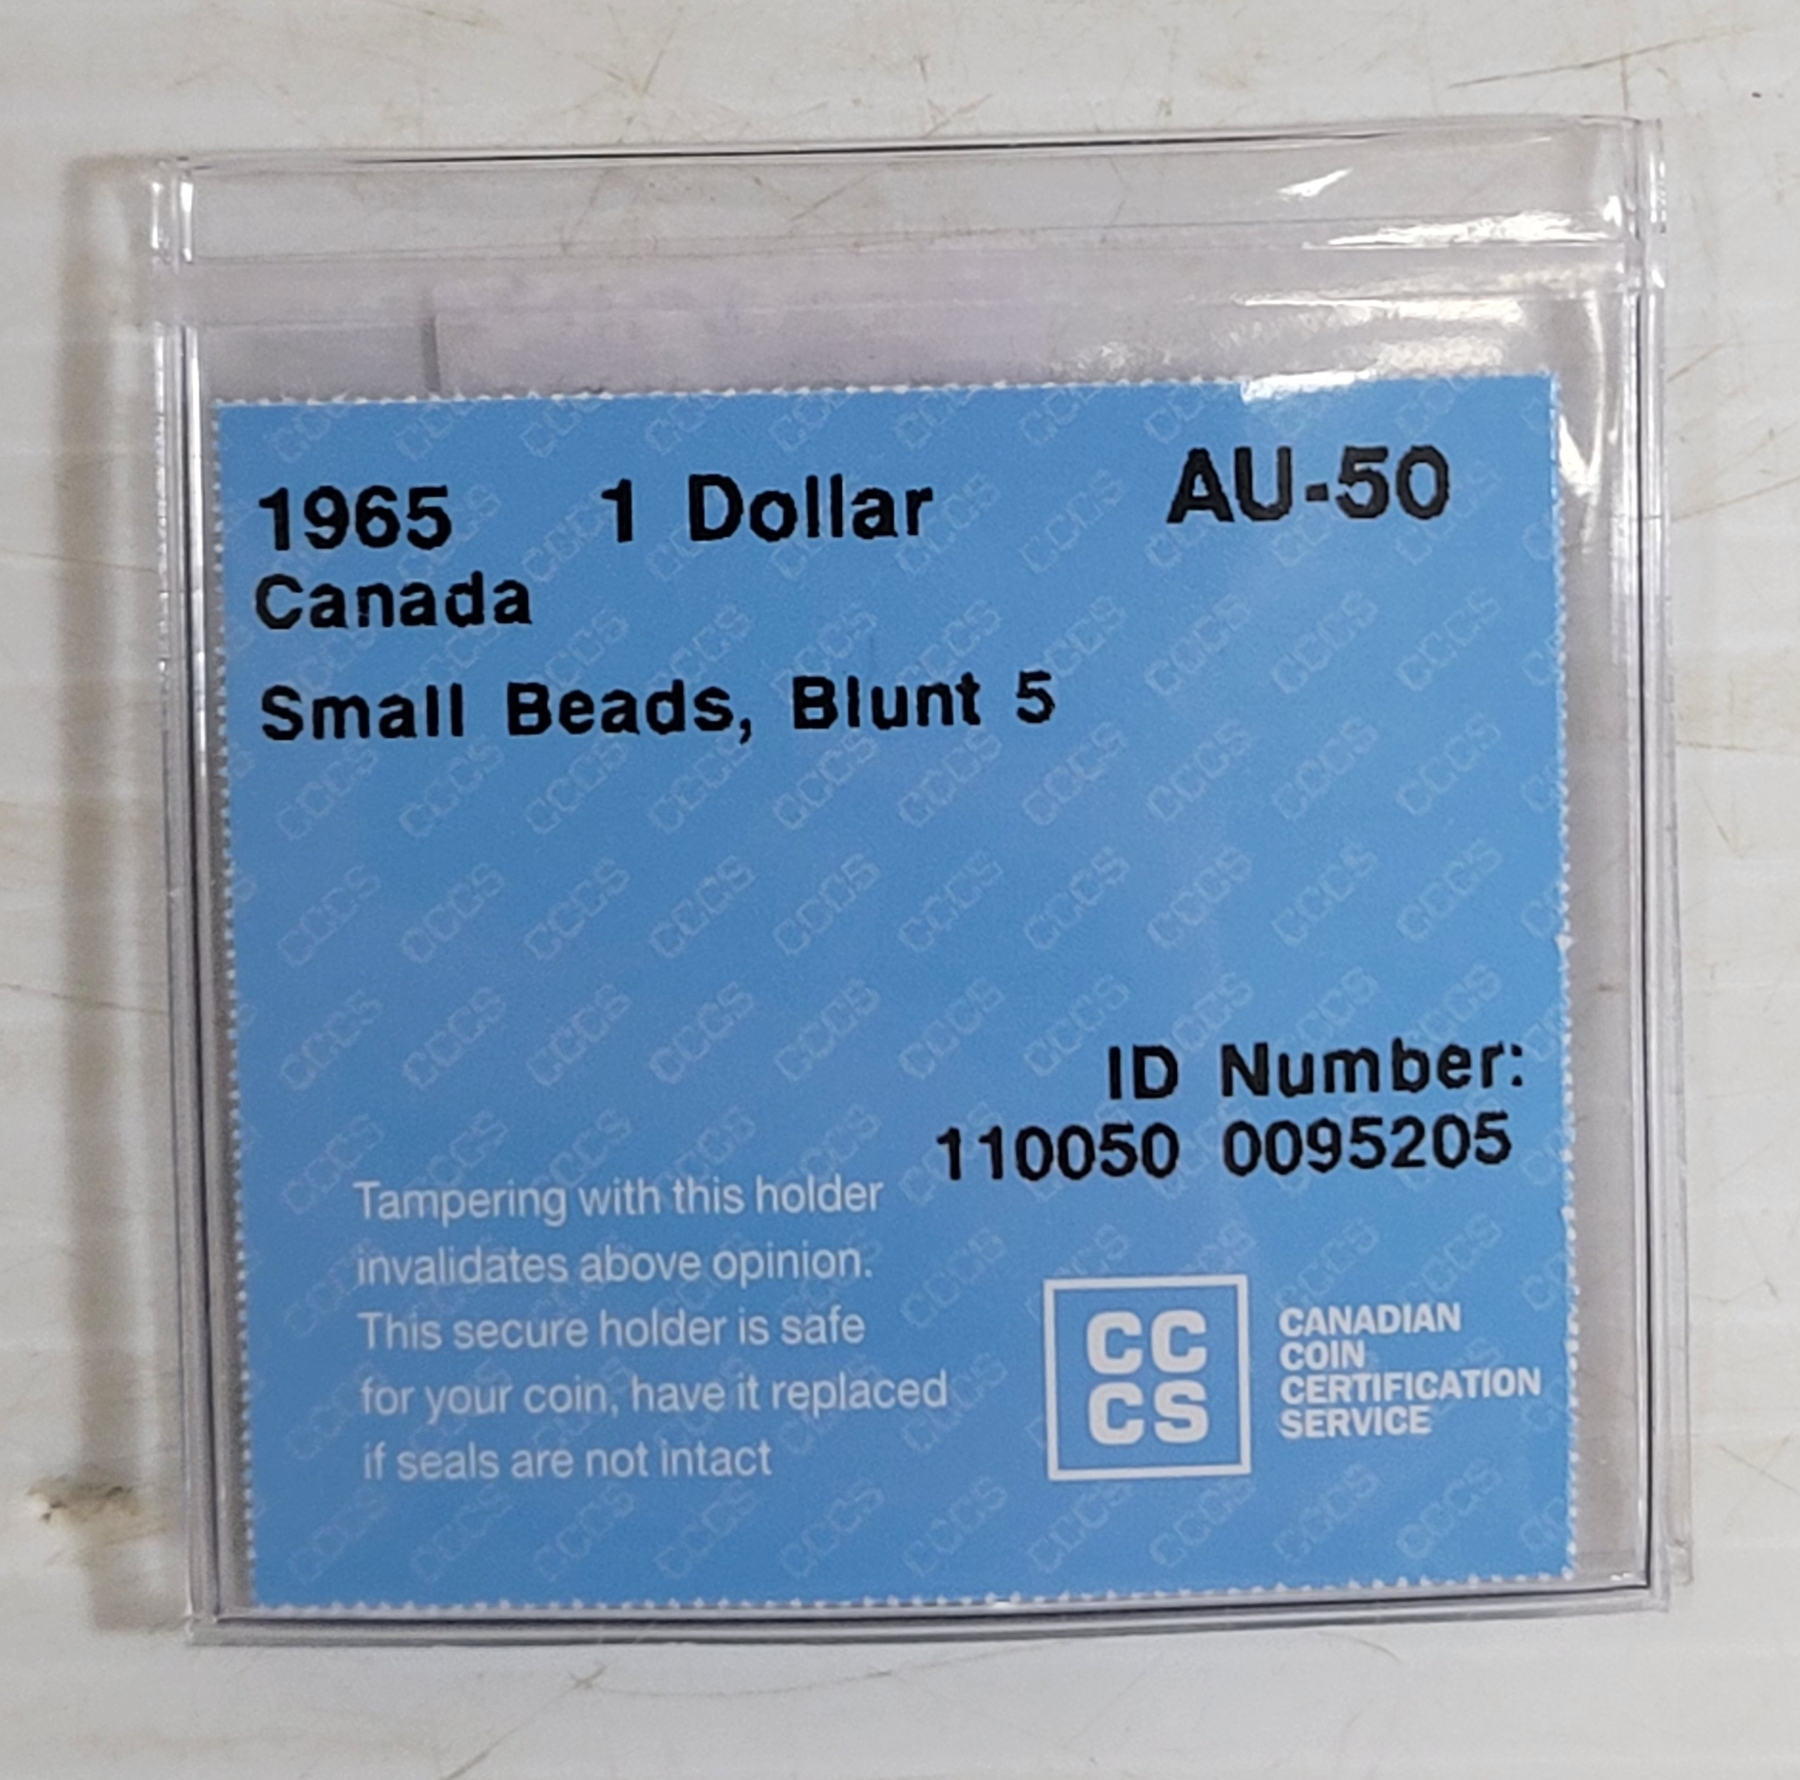 1965 1 Dollar AU-50
Canada
Small Beads, Blunt 5
ID Number:
110050 0095205
Tampering with this holder
invalidates above opinion.
This secure holder is safe
for your coin, have it replaced
if seals are not intact
CC
CS
CANADIAN
COIN
CERTIFICATION
SERVICE